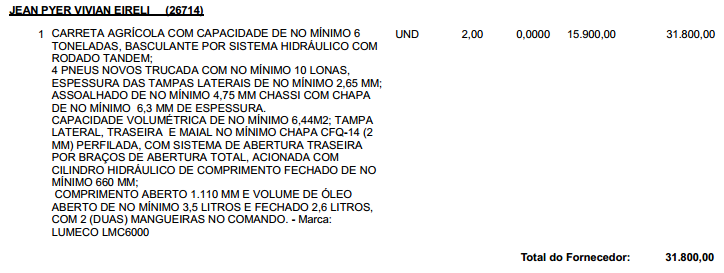 JEAN PYER VIVIAN EIRELI (26714)
1 CARRETA AGRÍCOLA COM CAPACIDADE DE NO MÍNIMO 6 UND 2,00 0,0000 15.900,00 31.800,00
TONELADAS, BASCULANTE POR SISTEMA HIDRÁULICO COM
RODADO TANDEM;
4 PNEUS NOVOS TRUCADA COM NO MÍNIMO 10 LONAS,
ESPESSURA DAS TAMPAS LATERAIS DE NO MÍNIMO 2,65 MM;
ASSOALHADO DE NO MÍNIMO 4,75 MM CHASSI COM CHAPA
DE NO MÍNIMO 6,3 MM DE ESPESSURA.
CAPACIDADE VOLUMÉTRICA DE NO MÍNIMO 6,44M2; TAMPA
LATERAL, TRASEIRA E MAIAL NO MÍNIMO CHAPA CFQ-14 (2
MM) PERFILADA, COM SISTEMA DE ABERTURA TRASEIRA
POR BRAÇOS DE ABERTURA TOTAL, ACIONADA COM
CILINDRO HIDRÁULICO DE COMPRIMENTO FECHADO DE NO
MÍNIMO 660 MM;
COMPRIMENTO ABERTO 1.110 MM E VOLUME DE ÓLEO
ABERTO DE NO MÍNIMO 3,5 LITROS E FECHADO 2,6 LITROS,
COM 2 (DUAS) MANGUEIRAS NO COMANDO. - Marca:
LUMECO LMC6000
Total do Fornecedor: 31.800,00